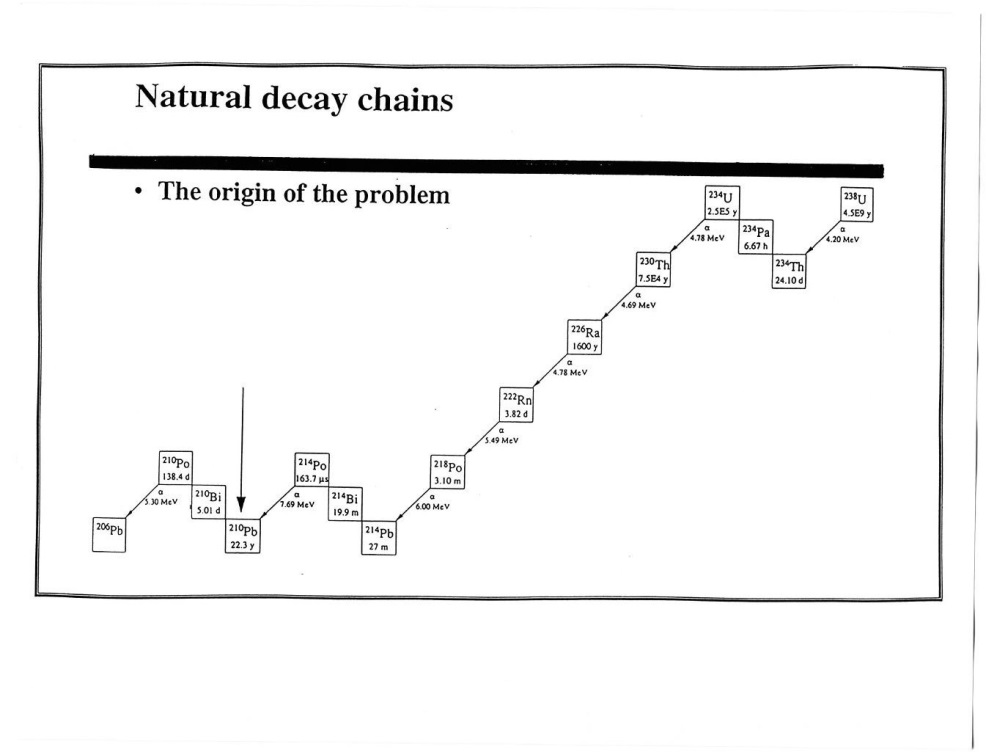 Natural decay chains
• The origin of the problem
238U
4.5E9 y
α
4.20 MeV
234Th
24.10 d
234Pa
6.67 h
234U
2.5E5 y
α
4.78 MeV
230Th
7.5E4 y
α
4.69 MeV
226Ra
1600 y
α
4.78 MeV
222Rn
3.82 d
α
5.49 MeV
218Po
3.10 m
α
6.00 MeV
214Pb
27 m
214Bi
19.9 m
214Po
163.7 μs
α
7.69 MeV
210Pb
22.3 y
210Bi
5.01 d
210Po
138.4 d
α
5.30 MeV
206Pb